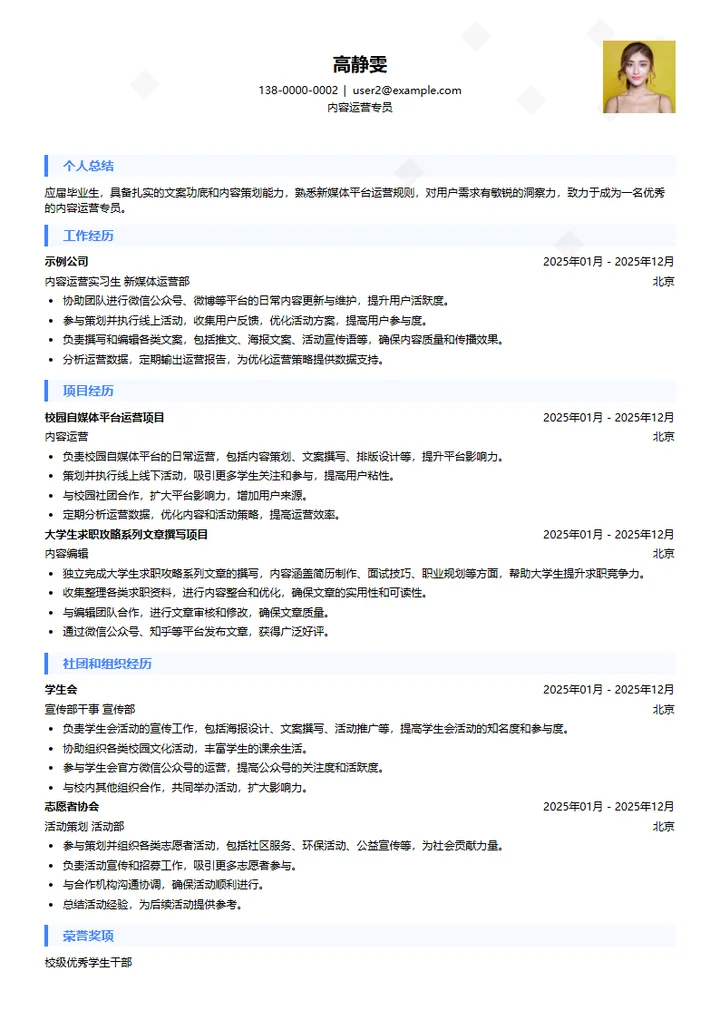 高静雯
138-0000-0002 | user2@example.com
内容运营专员
个人总结
应届毕业生，具备扎实的文案功底和内容策划能力，熟悉新媒体平台运营规则，对用户需求有敏锐的洞察力，致力于成为一名优秀
的内容运营专员。
工作经历
示例公司 2025年01月 - 2025年12月
内容运营实习生 新媒体运营部 北京
• 协助团队进行微信公众号、微博等平台的日常内容更新与维护，提升用户活跃度。
• 参与策划并执行线上活动，收集用户反馈，优化活动方案，提高用户参与度。
• 负责撰写和编辑各类文案，包括推文、海报文案、活动宣传语等，确保内容质量和传播效果。
• 分析运营数据，定期输出运营报告，为优化运营策略提供数据支持。
项目经历
校园自媒体平台运营项目 2025年01月 - 2025年12月
内容运营 北京
• 负责校园自媒体平台的日常运营，包括内容策划、文案撰写、排版设计等，提升平台影响力。
• 策划并执行线上线下活动，吸引更多学生关注和参与，提高用户粘性。
• 与校园社团合作，扩大平台影响力，增加用户来源。
• 定期分析运营数据，优化内容和活动策略，提高运营效率。
大学生求职攻略系列文章撰写项目 2025年01月 - 2025年12月
内容编辑 北京
• 独立完成大学生求职攻略系列文章的撰写，内容涵盖简历制作、面试技巧、职业规划等方面，帮助大学生提升求职竞争力。
• 收集整理各类求职资料，进行内容整合和优化，确保文章的实用性和可读性。
• 与编辑团队合作，进行文章审核和修改，确保文章质量。
• 通过微信公众号、知乎等平台发布文章，获得广泛好评。
社团和组织经历
学生会 2025年01月 - 2025年12月
宣传部干事 宣传部 北京
• 负责学生会活动的宣传工作，包括海报设计、文案撰写、活动推广等，提高学生会活动的知名度和参与度。
• 协助组织各类校园文化活动，丰富学生的课余生活。
• 参与学生会官方微信公众号的运营，提高公众号的关注度和活跃度。
• 与校内其他组织合作，共同举办活动，扩大影响力。
志愿者协会 2025年01月 - 2025年12月
活动策划 活动部 北京
• 参与策划并组织各类志愿者活动，包括社区服务、环保活动、公益宣传等，为社会贡献力量。
• 负责活动宣传和招募工作，吸引更多志愿者参与。
• 与合作机构沟通协调，确保活动顺利进行。
• 总结活动经验，为后续活动提供参考。
荣誉奖项
校级优秀学生干部